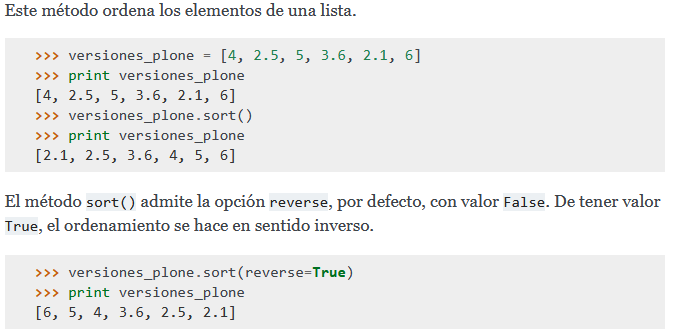 Este método ordena los elementos de una lista.
>>> versiones_plone = [4, 2.5, 5, 3.6, 2.1, 6]
>>> print versiones_plone
[4, 2.5, 5, 3.6, 2.1, 6]
>>> versiones_plone.sort()
>>> print versiones_plone
[2.1, 2.5, 3.6, 4, 5, 6]
El método sort() admite la opción reverse, por defecto, con valor False. De tener valor
True, el ordenamiento se hace en sentido inverso.
>>> versiones_plone.sort(reverse=True)
>>> print versiones_plone
[6, 5, 4, 3.6, 2.5, 2.1]